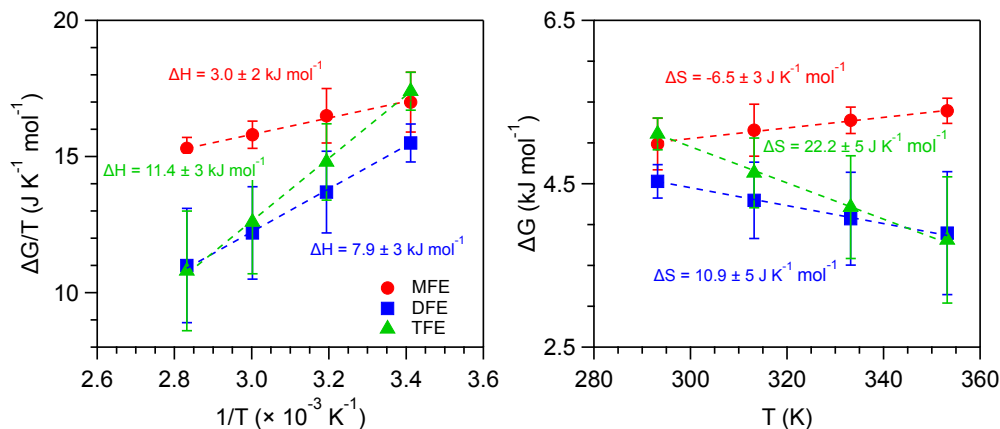 20
15
10
ΔG/T (J K⁻¹ mol⁻¹)
ΔH = 3.0 ± 2 kJ mol⁻¹
ΔH = 11.4 ± 3 kJ mol⁻¹
ΔH = 7.9 ± 3 kJ mol⁻¹
MFE
DFE
TFE
2.6 2.8 3.0 3.2 3.4 3.6
1/T (× 10⁻³ K⁻¹)
6.5
4.5
2.5
ΔG (kJ mol⁻¹)
ΔS = -6.5 ± 3 J K⁻¹ mol⁻¹
ΔS = 22.2 ± 5 J K⁻¹ mol⁻¹
ΔS = 10.9 ± 5 J K⁻¹ mol⁻¹
280 300 320 340 360
T (K)